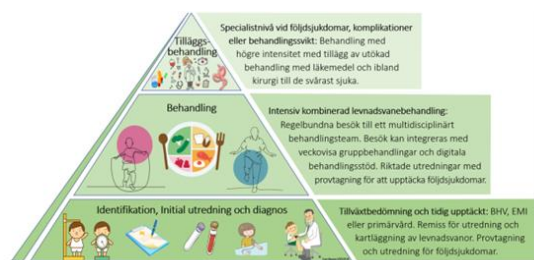 Tilläggs-
behandling
Specialistnivå vid följdsjukdomar, komplikationer
eller behandlingssvikt: Behandling med
högre intensitet med tillägg av utökad
behandling med läkemedel och ibland
kirurgi till de svårast sjuka.
Behandling
Intensiv kombinerad levnadsvanebehandling:
Regelbundna besök till ett multidisciplinärt
behandlingsteam. Besök kan integreras med
veckovisa gruppbehandlingar och digitala
behandlingsstöd. Riktade utredningar med
provtagning för att upptäcka följdsjukdomar.
Identifikation, Initial utredning och diagnos
Tillväxtbedömning och tidig upptäckt: BHV, EMI
eller primärvård. Remiss för utredning och
kartläggning av levnadsvanor. Provtagning
och utredning för följdsjukdomar.